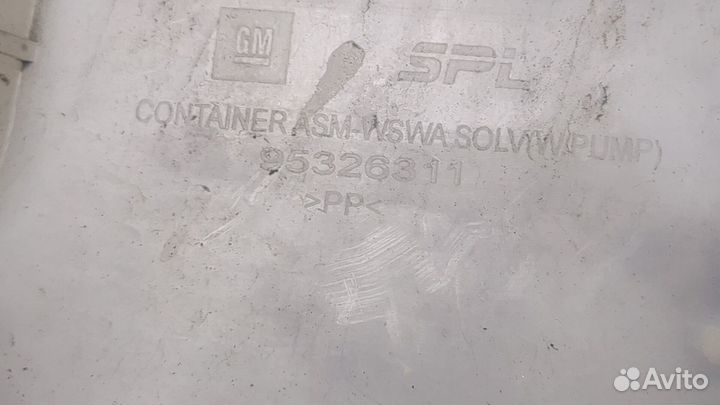 GM SPL
CONTAINER ASM-WSWA SOLV(W.PUMP)
95326311
>PP<
Avito